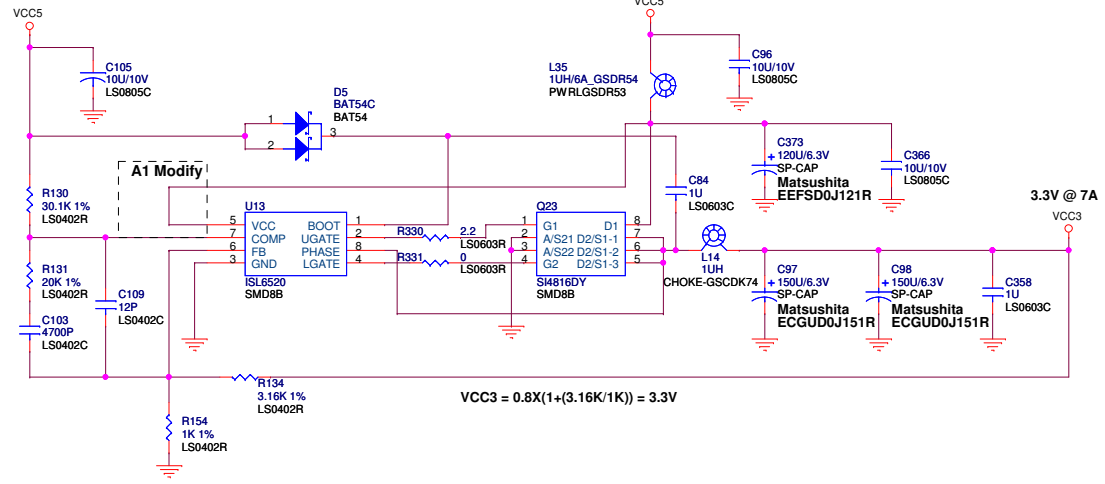 VCC5
VCC5
C105
10U/10V
LS0805C
C96
10U/10V
LS0805C
L35
1UH/6A_GSDR54
PWRLGSDR53
D5
BAT54C
BAT54
1
2
3
A1 Modify
R130
30.1K 1%
LS0402R
C373
120U/6.3V
SP-CAP
Matsushita
EEFSD0J121R
C366
10U/10V
LS0805C
C84
1U
LS0603C
3.3V @ 7A
VCC3
U13
5 VCC BOOT 1
7 COMP UGATE 2
6 FB PHASE 8
3 GND LGATE 4
ISL6520
SMD8B
R330 2.2
LS0603R
R331 0
LS0603R
Q23
1 G1 D1 8
2 A/S21 D2/S1-1 7
3 A/S22 D2/S1-2 6
4 G2 D2/S1-3 5
SI4816DY
SMD8B
L14
1UH
CHOKE-GSCDK74
R131
20K 1%
LS0402R
C109
12P
LS0402C
C103
4700P
LS0402C
C97
150U/6.3V
SP-CAP
Matsushita
ECGUD0J151R
C98
150U/6.3V
SP-CAP
Matsushita
ECGUD0J151R
C358
1U
LS0603C
R134
3.16K 1%
LS0402R
VCC3 = 0.8X(1+(3.16K/1K)) = 3.3V
R154
1K 1%
LS0402R